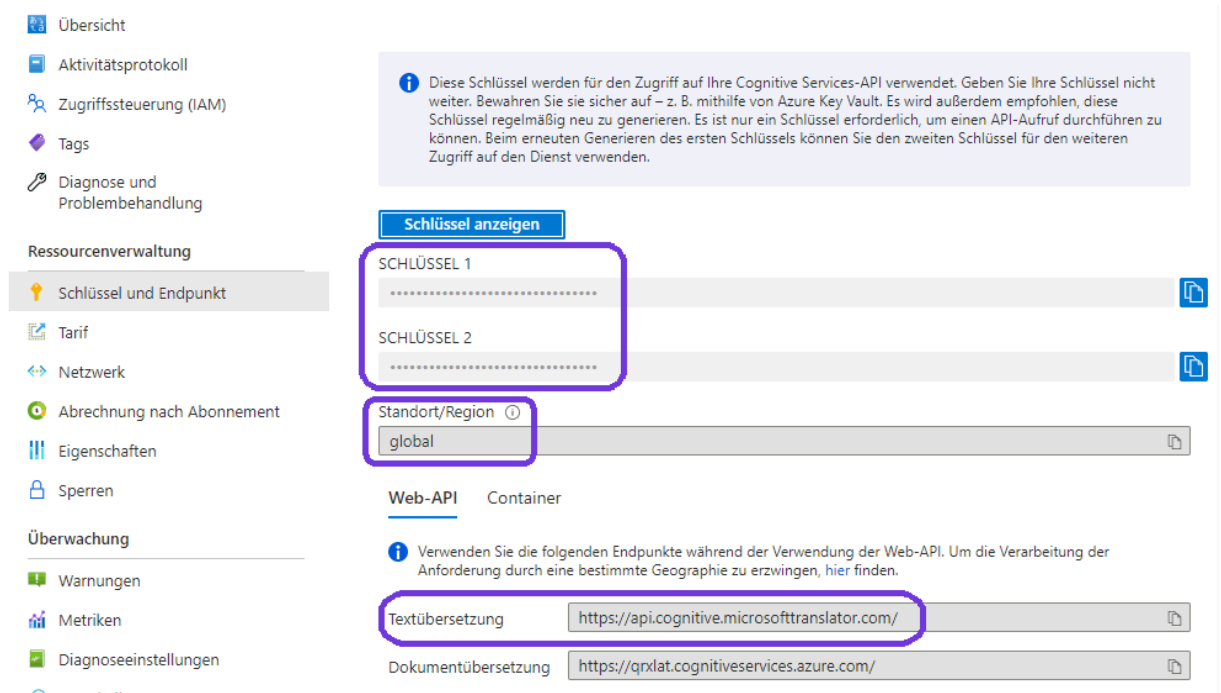 Übersicht
Aktivitätsprotokoll
Zugriffssteuerung (IAM)
Tags
Diagnose und
Problembehandlung
Ressourcenverwaltung
Schlüssel und Endpunkt
Tarif
Netzwerk
Abrechnung nach Abonnement
Eigenschaften
Sperren
Überwachung
Warnungen
Metriken
Diagnoseeinstellungen
Diese Schlüssel werden für den Zugriff auf Ihre Cognitive Services-API verwendet. Geben Sie Ihre Schlüssel nicht
weiter. Bewahren Sie sie sicher auf – z. B. mithilfe von Azure Key Vault. Es wird außerdem empfohlen, diese
Schlüssel regelmäßig neu zu generieren. Es ist nur ein Schlüssel erforderlich, um einen API-Aufruf durchführen zu
können. Beim erneuten Generieren des ersten Schlüssels können Sie den zweiten Schlüssel für den weiteren
Zugriff auf den Dienst verwenden.
Schlüssel anzeigen
SCHLÜSSEL 1
SCHLÜSSEL 2
Standort/Region
global
Web-API Container
Verwenden Sie die folgenden Endpunkte während der Verwendung der Web-API. Um die Verarbeitung der
Anforderung durch eine bestimmte Geographie zu erzwingen, hier finden.
Textübersetzung https://api.cognitive.microsofttranslator.com/
Dokumentübersetzung https://qrxlat.cognitiveservices.azure.com/